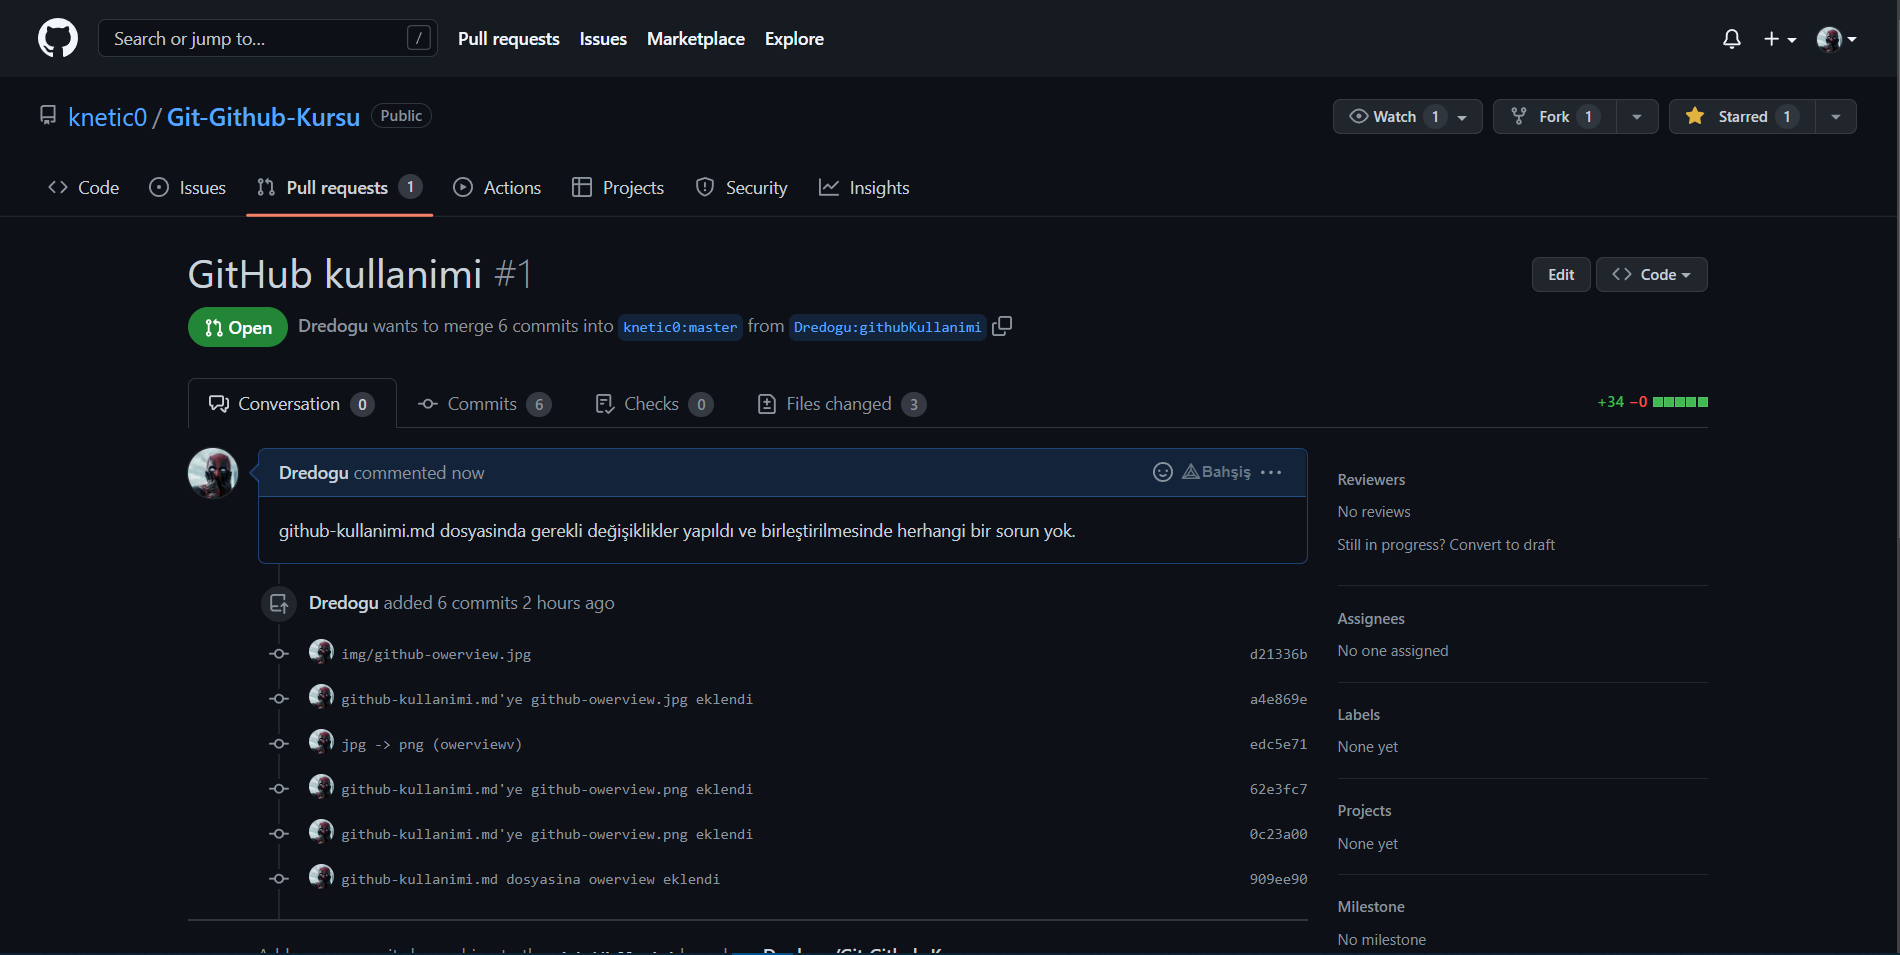 Search or jump to... /
Pull requests Issues Marketplace Explore
knetic0 / Git-Github-Kursu Public
Watch 1 Fork 1 Starred 1
Code Issues Pull requests 1 Actions Projects Security Insights
GitHub kullanimi #1
Edit Code
Open Dredogu wants to merge 6 commits into knetic0:master from Dredogu:githubKullanimi
Conversation 0 Commits 6 Checks 0 Files changed 3
+34 −0
Dredogu commented now Bahşiş ...
github-kullanimi.md dosyasinda gerekli değişiklikler yapıldı ve birleştirilmesinde herhangi bir sorun yok.
Dredogu added 6 commits 2 hours ago
img/github-owerview.jpg d21336b
github-kullanimi.md'ye github-owerview.jpg eklendi a4e869e
jpg -> png (owerviewv) edc5e71
github-kullanimi.md'ye github-owerview.png eklendi 62e3fc7
github-kullanimi.md'ye github-owerview.png eklendi 0c23a00
github-kullanimi.md dosyasina owerview eklendi 909ee90
Reviewers
No reviews
Still in progress? Convert to draft
Assignees
No one assigned
Labels
None yet
Projects
None yet
Milestone
No milestone